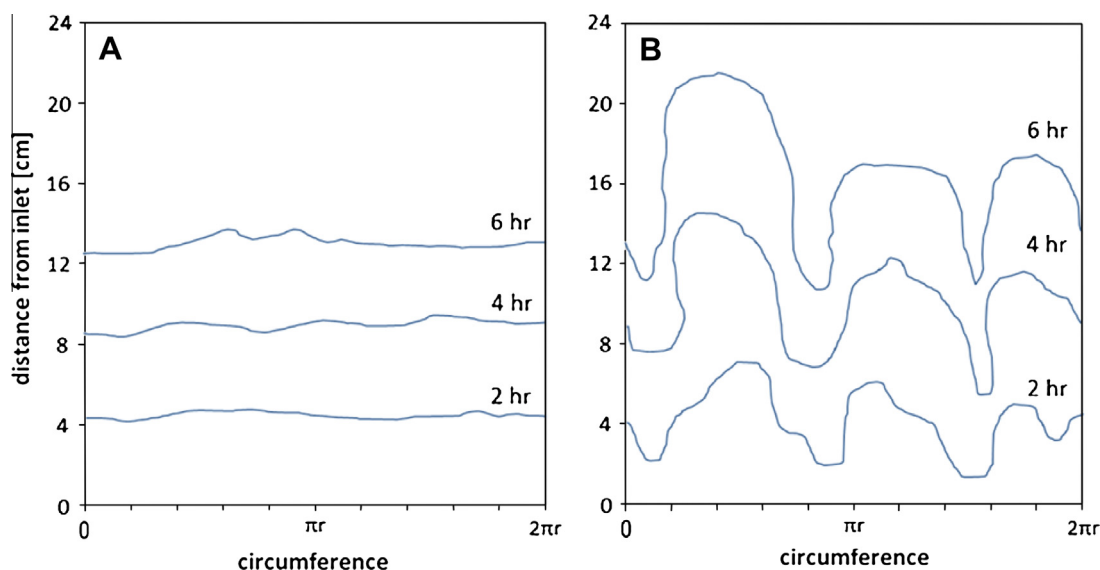 A
24
20
16
12
8
4
0
distance from inlet [cm]
6 hr
4 hr
2 hr
0
πr
2πr
circumference
B
24
20
16
12
8
4
0
6 hr
4 hr
2 hr
0
πr
2πr
circumference